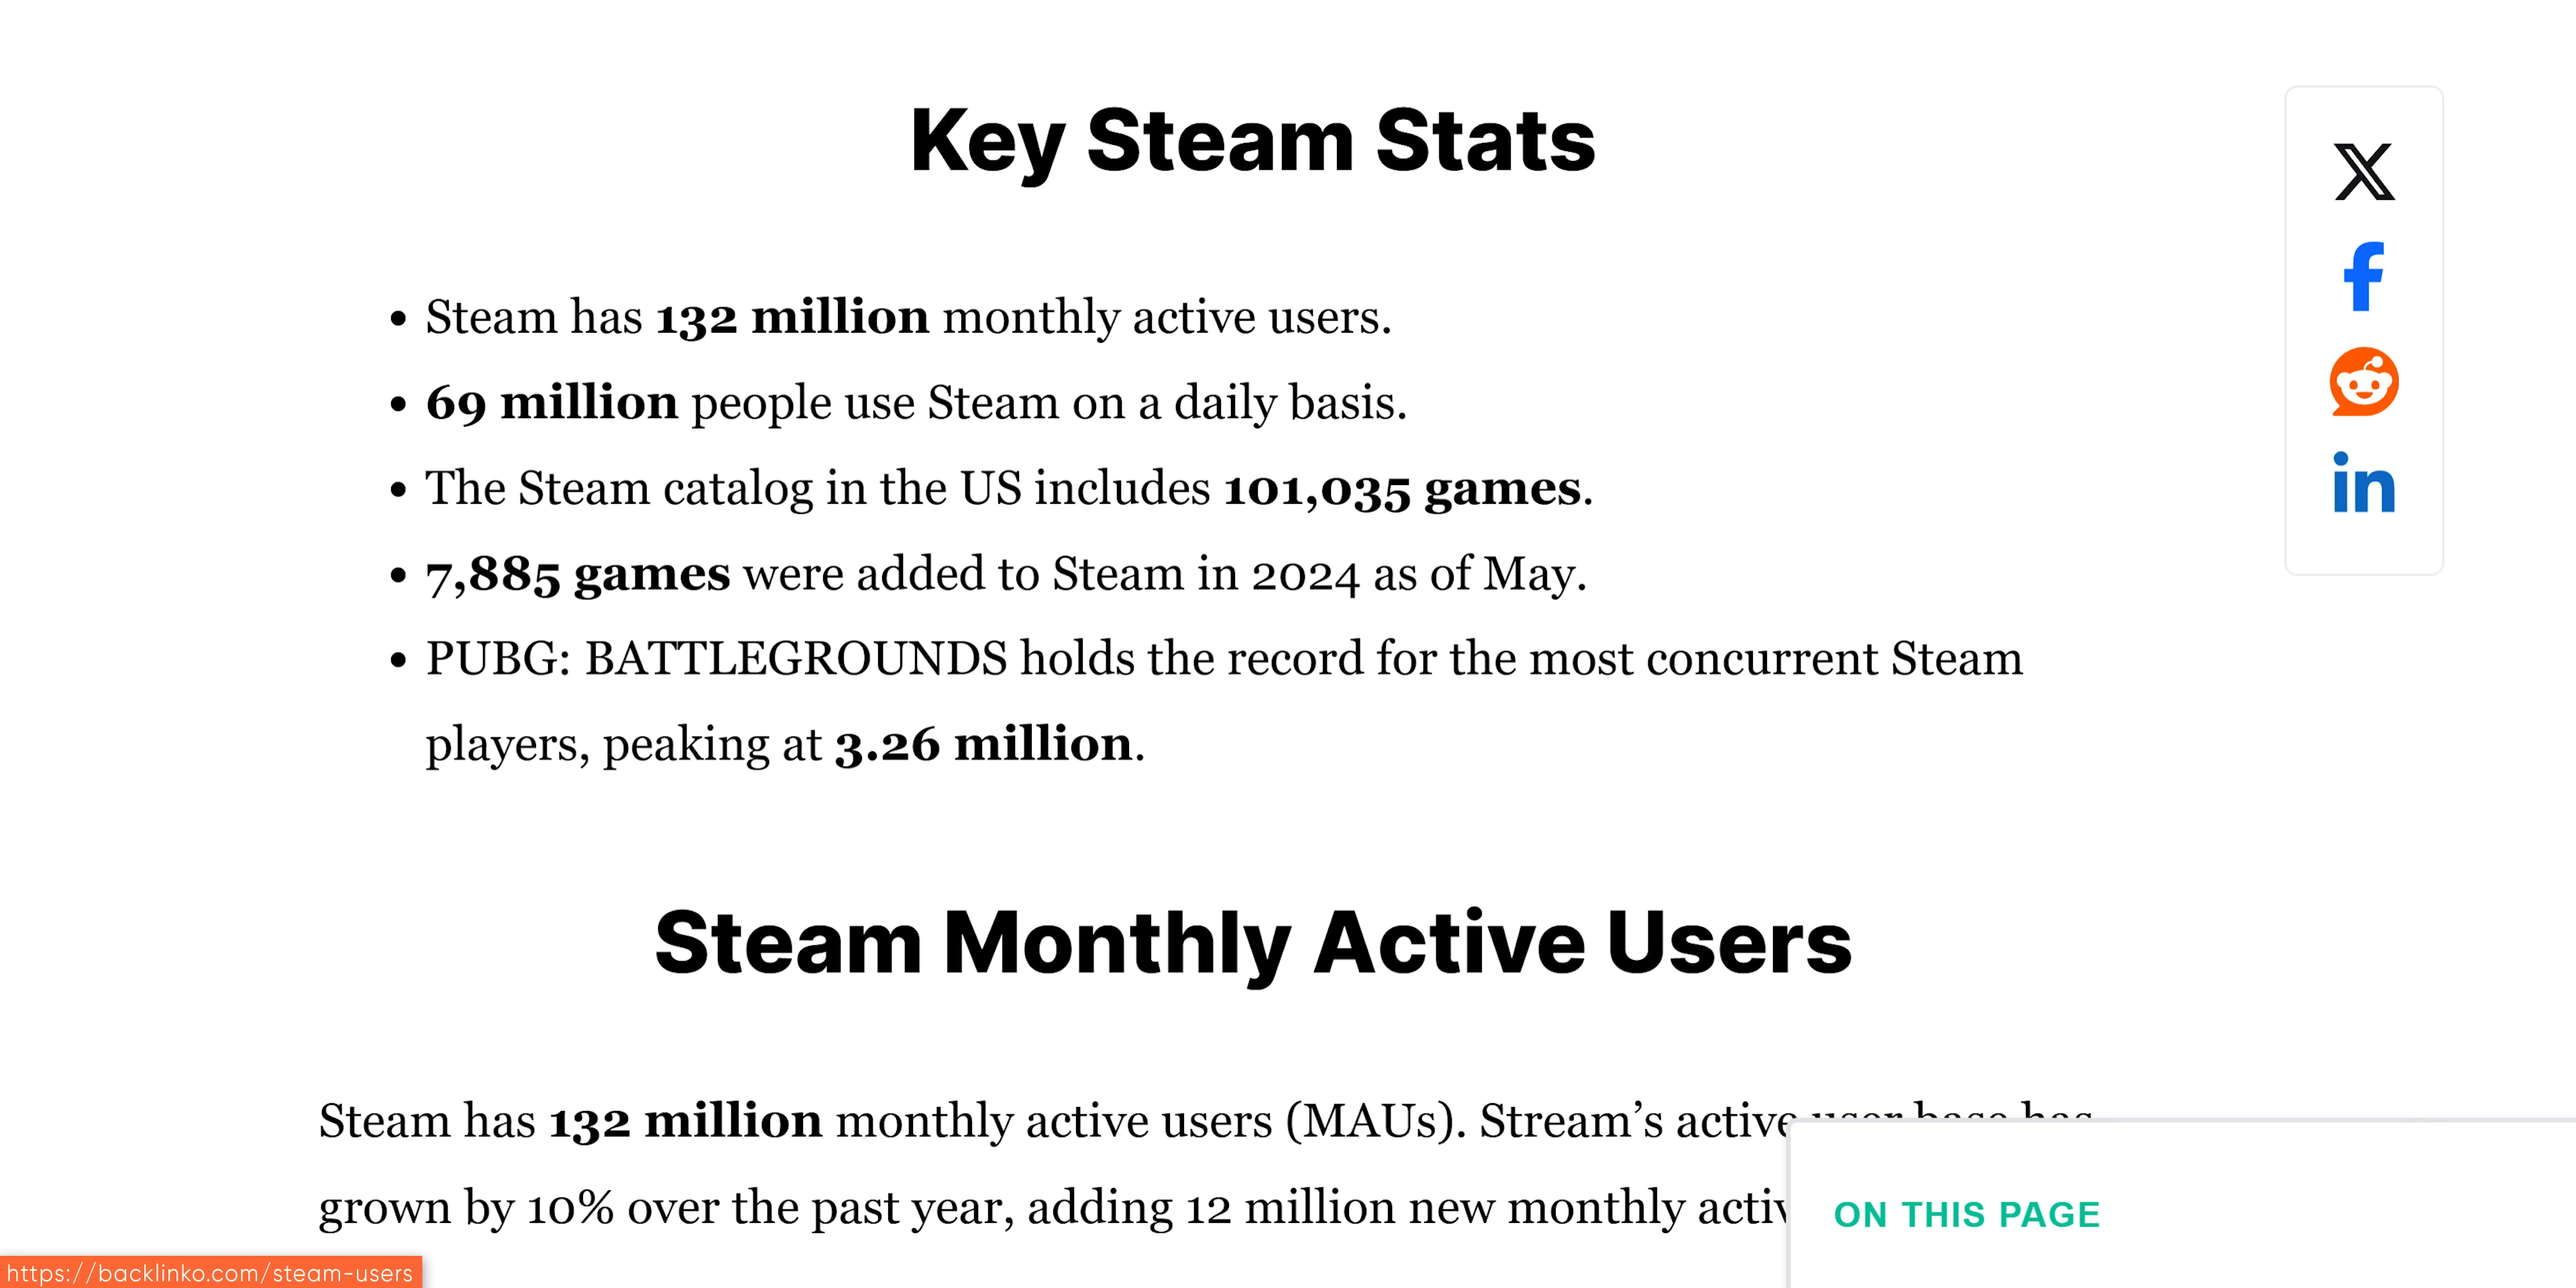 Key Steam Stats
• Steam has 132 million monthly active users.
• 69 million people use Steam on a daily basis.
• The Steam catalog in the US includes 101,035 games.
• 7,885 games were added to Steam in 2024 as of May.
• PUBG: BATTLEGROUNDS holds the record for the most concurrent Steam
players, peaking at 3.26 million.
Steam Monthly Active Users
Steam has 132 million monthly active users (MAUs). Stream’s active user base has
grown by 10% over the past year, adding 12 million new monthly activ
ON THIS PAGE
https://backlinko.com/steam-users